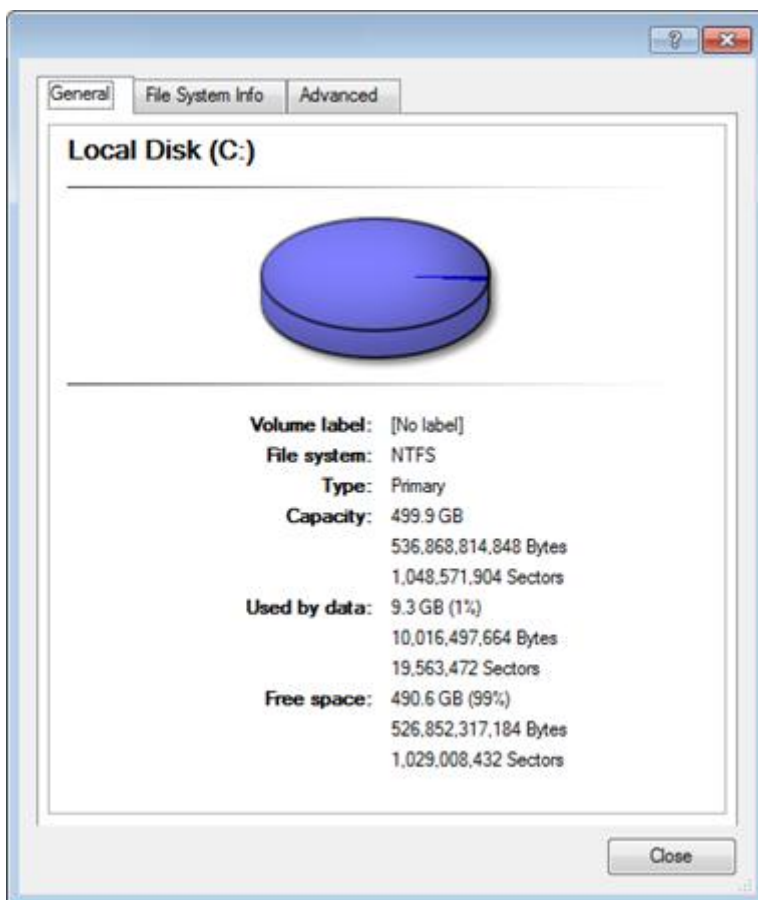 General File System Info Advanced
Local Disk (C:)
Volume label: [No label]
File system: NTFS
Type: Primary
Capacity: 499.9 GB
536,868,814,848 Bytes
1,048,571,904 Sectors
Used by data: 9.3 GB (1%)
10,016,497,664 Bytes
19,563,472 Sectors
Free space: 490.6 GB (99%)
526,852,317,184 Bytes
1,029,008,432 Sectors
Close